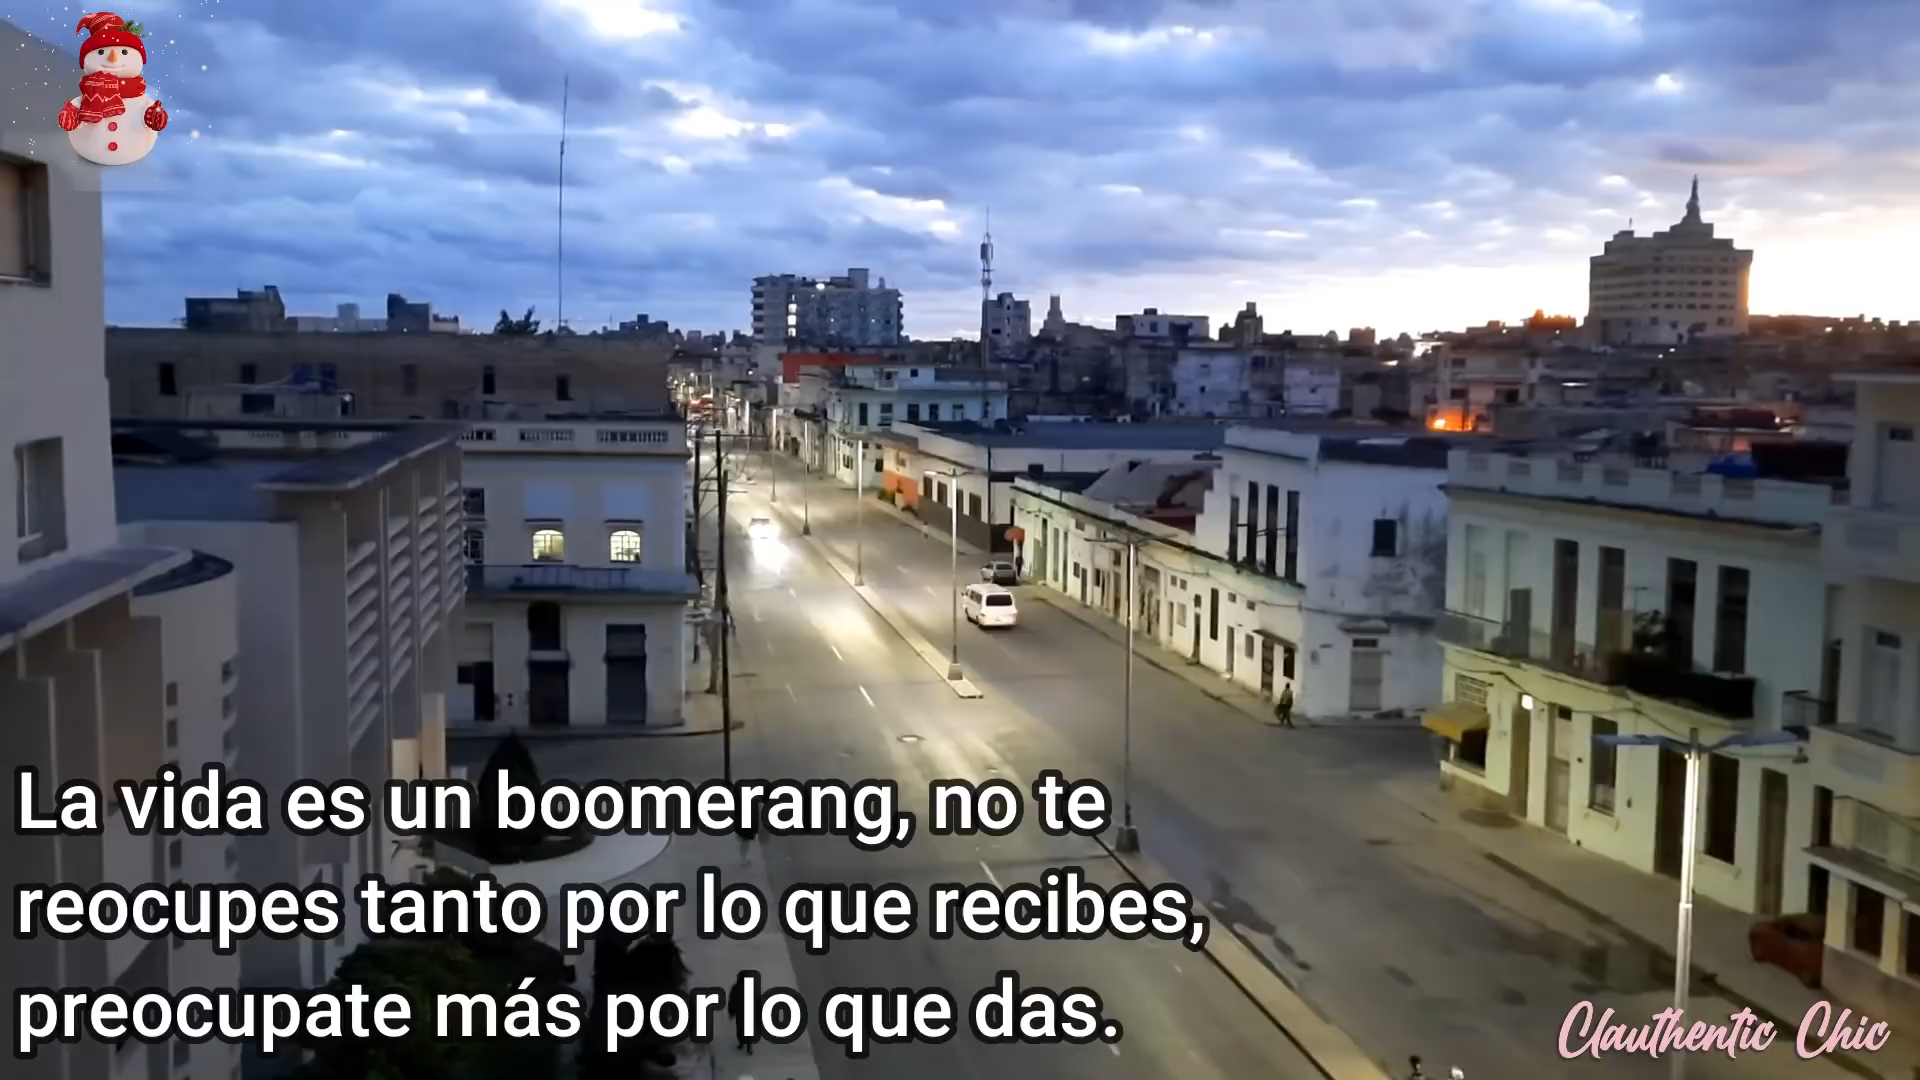 La vida es un boomerang, no te
reocupes tanto por lo que recibes,
preocupate más por lo que das.
Clauthentic Chic